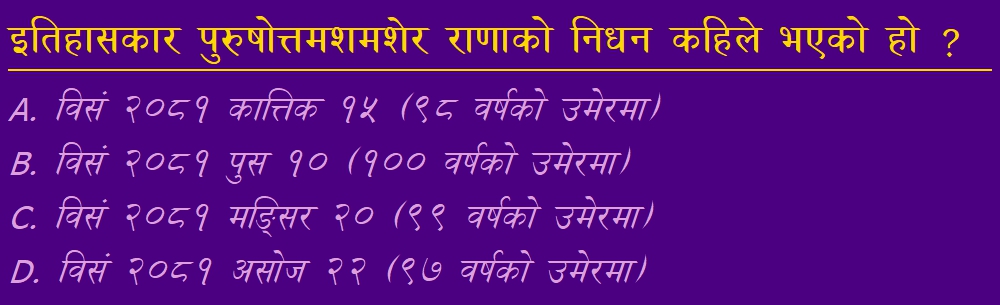 इतिहासकार पुरुषोत्तमशमशेर राणाको निधन कहिले भएको हो ?
A. विसं २०८१ कात्तिक १५ (९८ वर्षको उमेरमा)
B. विसं २०८१ पुस १० (१०० वर्षको उमेरमा)
C. विसं २०८१ मङ्सिर २० (९९ वर्षको उमेरमा)
D. विसं २०८१ असोज २२ (९७ वर्षको उमेरमा)